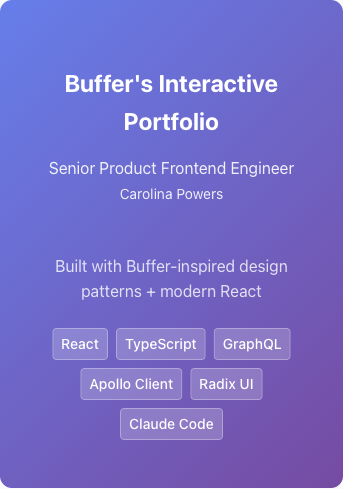 Buffer's Interactive
Portfolio
Senior Product Frontend Engineer
Carolina Powers
Built with Buffer-inspired design
patterns + modern React
React TypeScript GraphQL
Apollo Client Radix UI
Claude Code